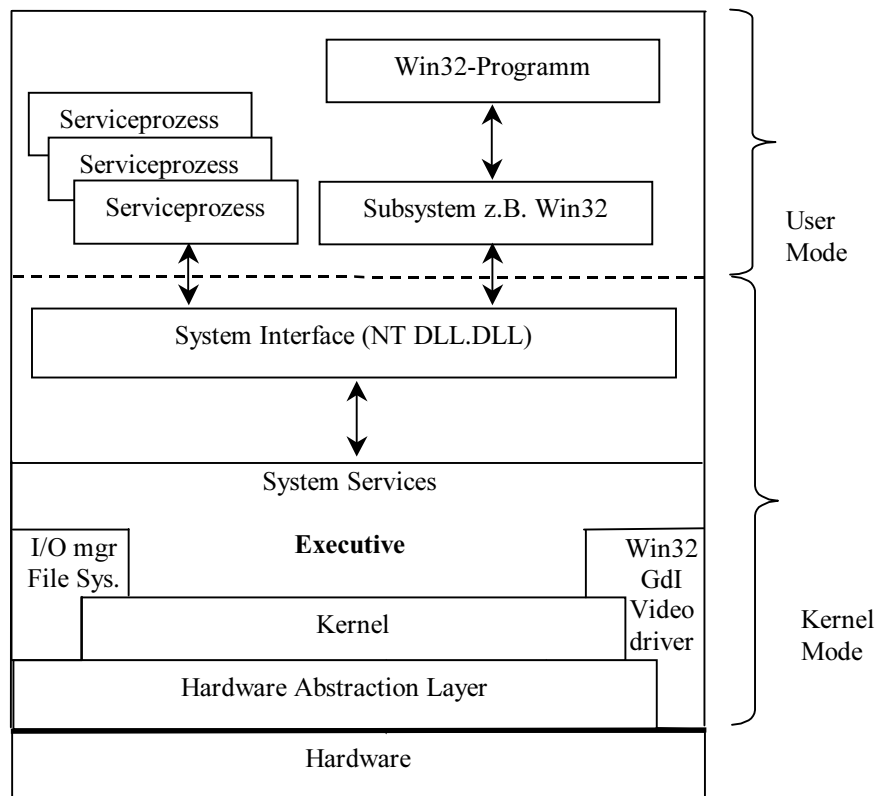 Win32-Programm
Serviceprozess
Serviceprozess
Serviceprozess
Subsystem z.B. Win32
User
Mode
System Interface (NT DLL.DLL)
System Services
Executive
I/O mgr
File Sys.
Win32
GdI
Video
driver
Kernel
Kernel
Mode
Hardware Abstraction Layer
Hardware